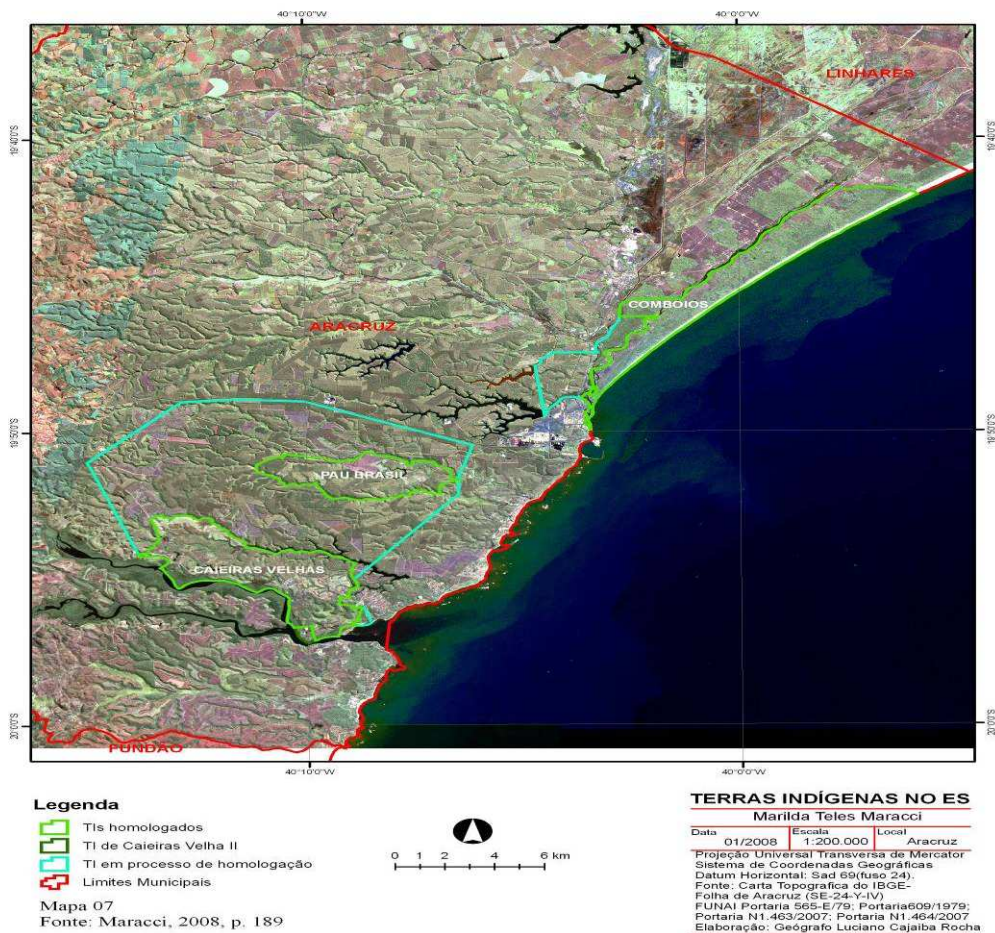 40°10'0"W 40°0'0"W
LINHARES
19°40'S 19°40'S
COMBOIOS
ARACRUZ
19°50'S 19°50'S
PAU BRASIL
CAIEIRAS VELHAS
20°0'0"S 20°0'0"S
FUNDÃO
40°10'0"W 40°0'0"W
Legenda
TIs homologados
TI de Caieiras Velha II
TI em processo de homologação
Limites Municipais
0 1 2 4 6 km
Mapa 07
Fonte: Maracci, 2008, p. 189
TERRAS INDÍGENAS NO ES
Marilda Teles Maracci
Data Escala Local
01/2008 1:200.000 Aracruz
Projeção Universal Transversa de Mercator
Sistema de Coordenadas Geográficas
Datum Horizontal: Sad 69(fuso 24).
Fonte: Carta Topografica do IBGE-
Folha de Aracruz (SE-24-Y-IV)
FUNAI Portaria 565-E/79; Portaria609/1979;
Portaria N1.463/2007; Portaria N1.464/2007
Elaboração: Geógrafo Luciano Cajaiba Rocha